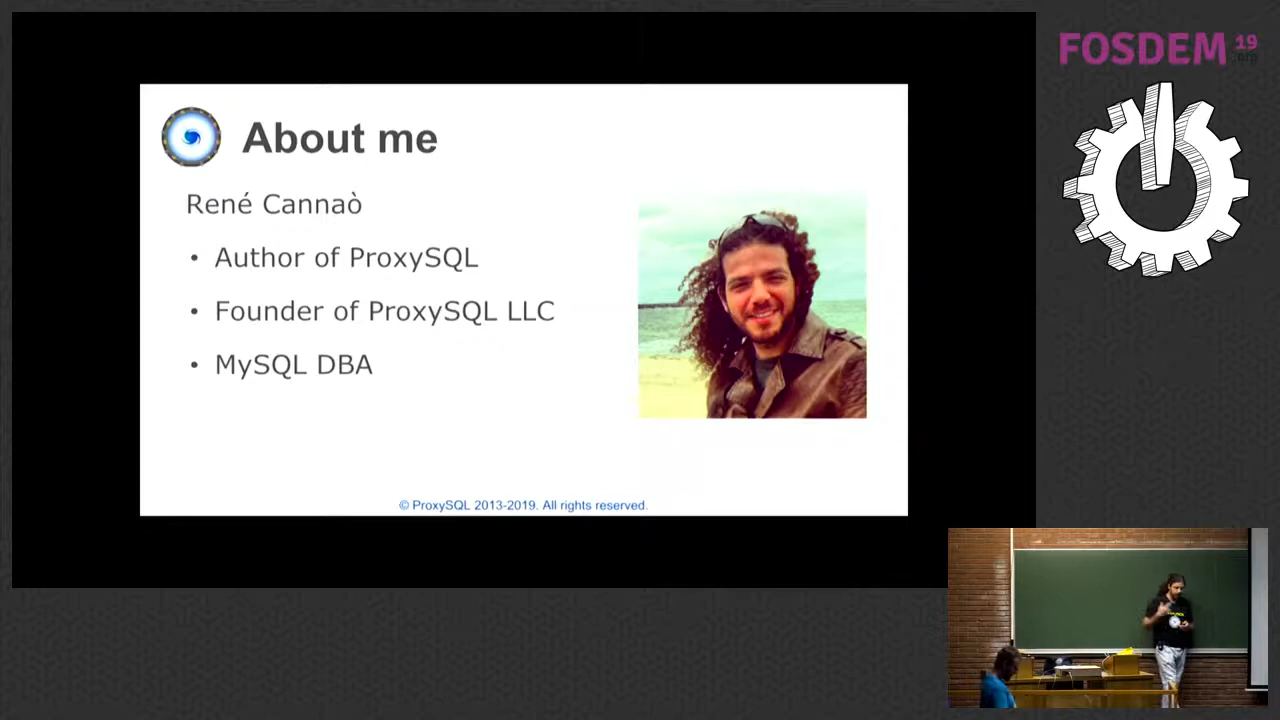 FOSDEM 19
.org
About me
René Cannaò
• Author of ProxySQL
• Founder of ProxySQL LLC
• MySQL DBA
© ProxySQL 2013-2019. All rights reserved.